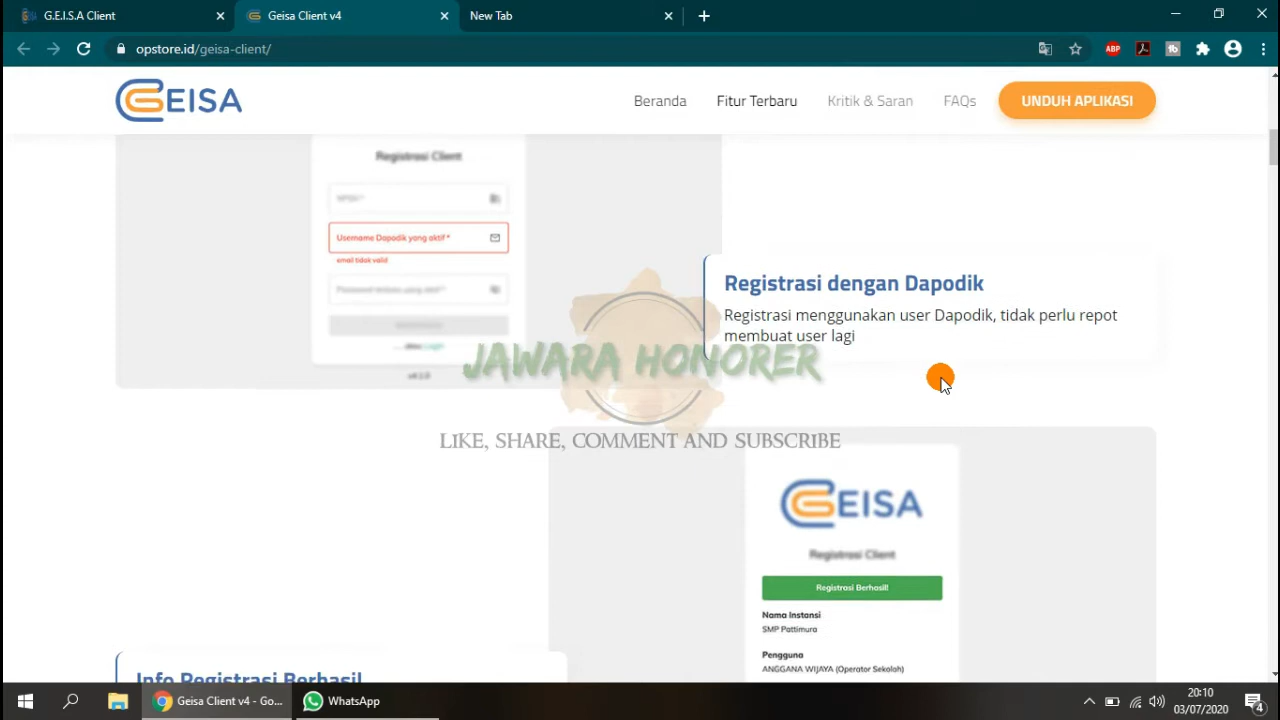 G.E.I.S.A Client
Geisa Client v4
New Tab
opstore.id/geisa-client/
ABP
GEISA
Beranda
Fitur Terbaru
Kritik & Saran
FAQs
UNDUH APLIKASI
Registrasi Client
Username Dapodik yang aktif *
email tidak valid
Login
Registrasi dengan Dapodik
Registrasi menggunakan user Dapodik, tidak perlu repot
membuat user lagi
JAWARA HONORER
LIKE, SHARE, COMMENT AND SUBSCRIBE
GEISA
Registrasi Client
Registrasi Berhasil!
Nama Instansi
SMP Pattimura
Pengguna
ANGGANA WIJAYA (Operator Sekolah)
Info Registrasi Berhasil
Geisa Client v4 - Go...
WhatsApp
20:10
03/07/2020
4